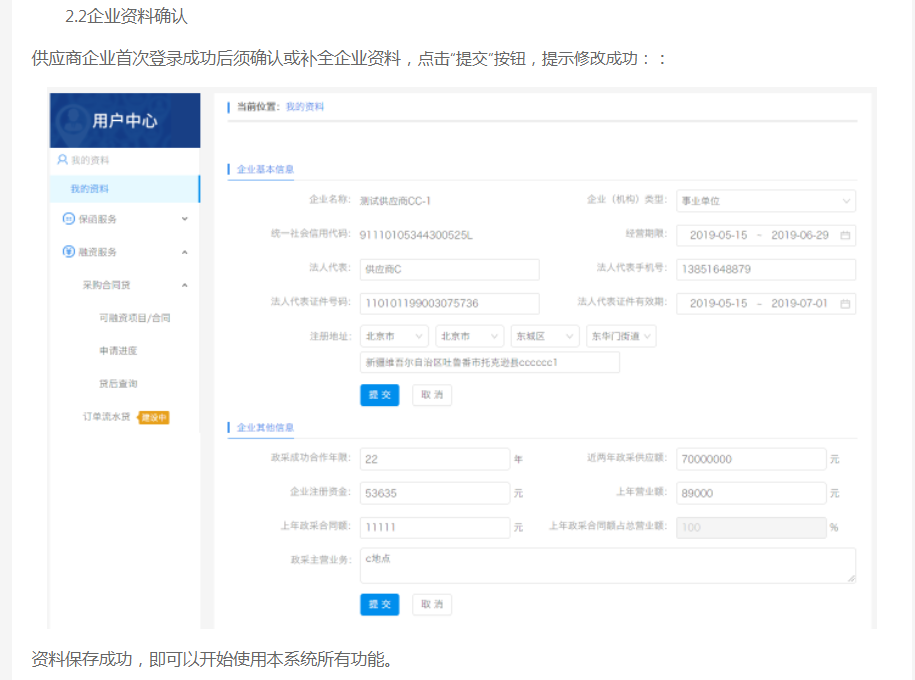 2.2企业资料确认
供应商企业首次登录成功后须确认或补全企业资料，点击“提交“按钮，提示修改成功：：
用户中心
当前位置：我的资料
我的资料
我的资料
企业基本信息
保函服务
企业名称: 测试供应商CC-1 企业（机构）类型: 事业单位
统一社会信用代码: 91110105344300525L 经营期限: 2019-05-15 ~ 2019-06-29
融资服务
法人代表: 供应商C 法人代表手机号: 13851648879
采购合同贷
法人代表证件号码: 110101199003075736 法人代表证件有效期: 2019-05-15 ~ 2019-07-01
可融资项目/合同
注册地址: 北京市 北京市 东城区 东华门街道
申请进度
新疆维吾尔自治区吐鲁番市托克逊县cccccc1
贷后查询
提 交 取 消
订单流水贷 建设中
企业其他信息
政采成功合作年限: 22 年 近两年政采供应额: 70000000 元
企业注册资金: 53635 元 上年营业额: 89000 元
上年政采合同额: 11111 元 上年政采合同额占总营业额: 100 %
政采主营业务: c地点
提 交 取 消
资料保存成功，即可以开始使用本系统所有功能。